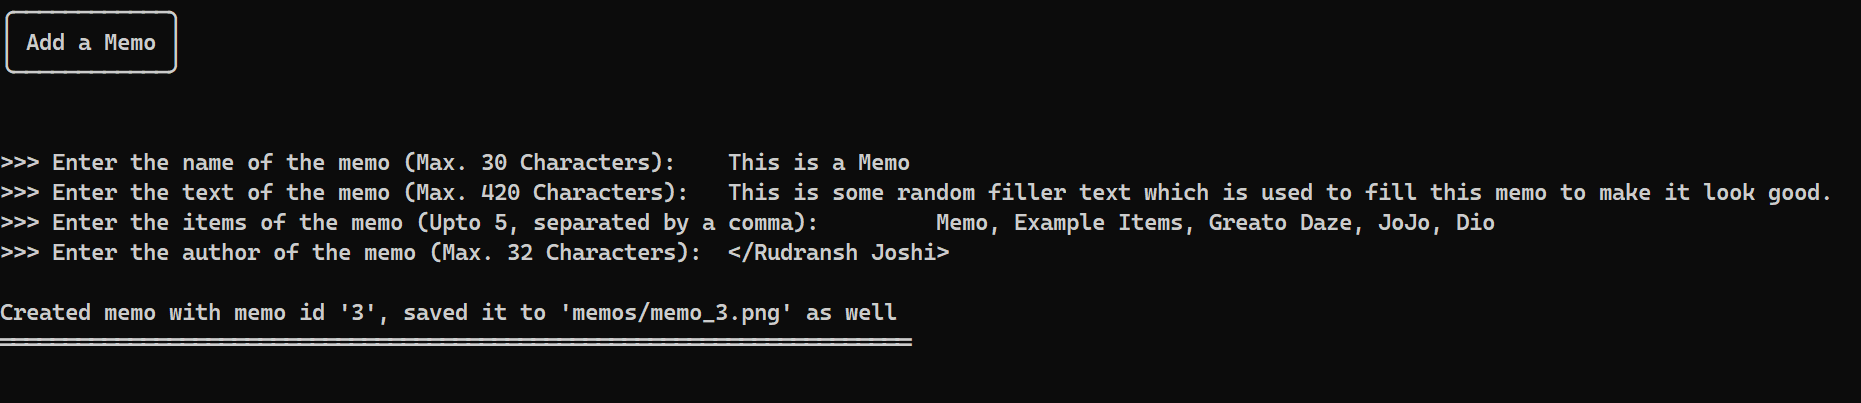 Add a Memo
>>> Enter the name of the memo (Max. 30 Characters): This is a Memo
>>> Enter the text of the memo (Max. 420 Characters): This is some random filler text which is used to fill this memo to make it look good.
>>> Enter the items of the memo (Upto 5, separated by a comma): Memo, Example Items, Greato Daze, JoJo, Dio
>>> Enter the author of the memo (Max. 32 Characters): </Rudransh Joshi>
Created memo with memo id '3', saved it to 'memos/memo_3.png' as well